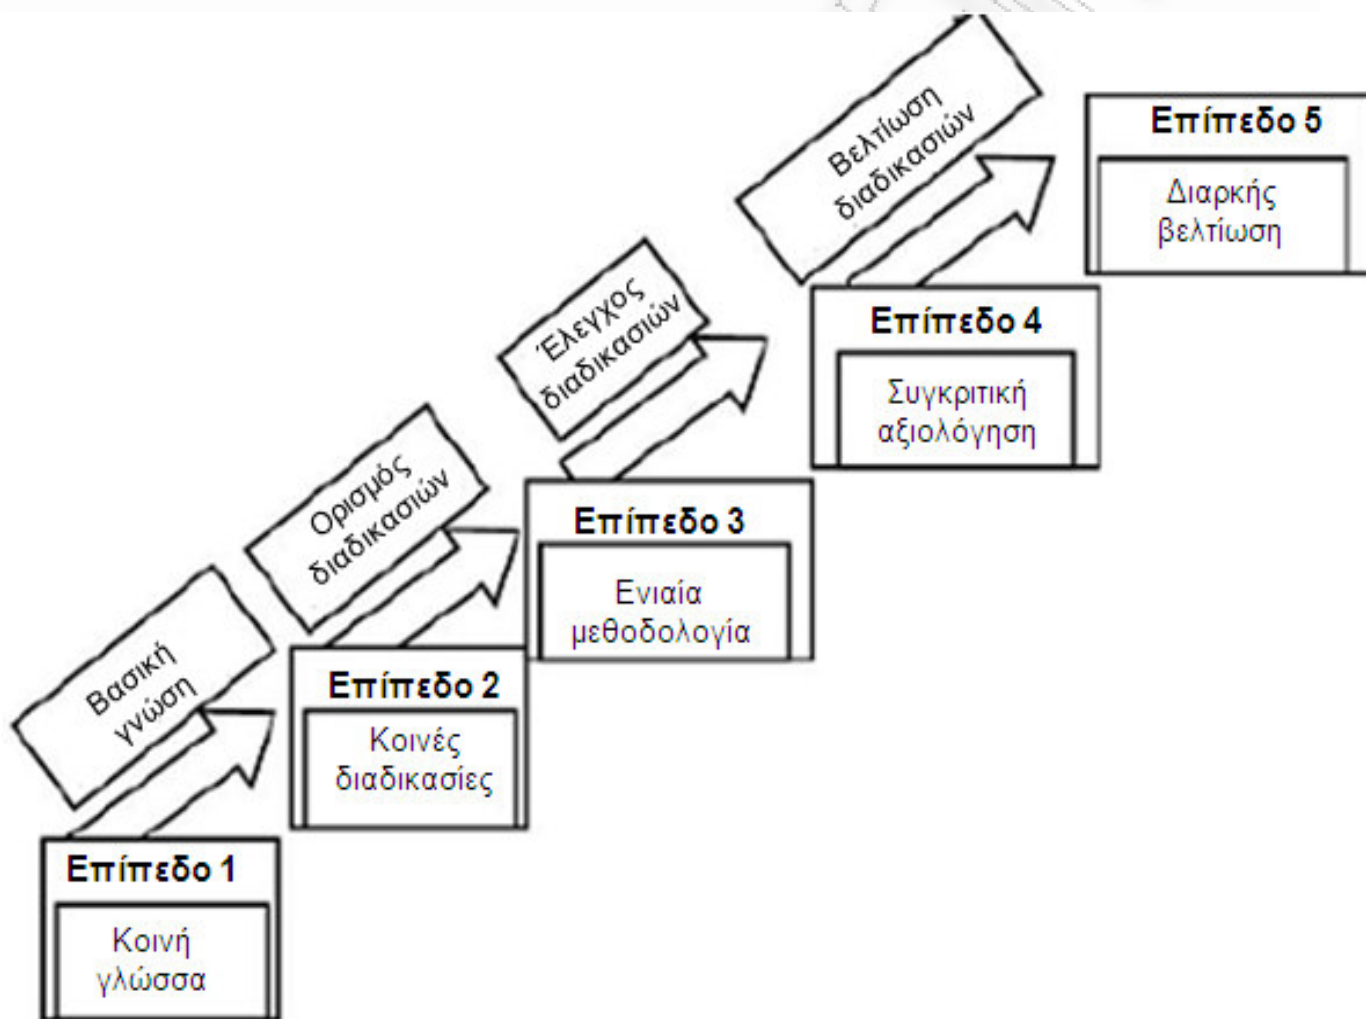 Βελτίωση
διαδικασιών
Επίπεδο 5
Διαρκής
βελτίωση
Έλεγχος
διαδικασιών
Επίπεδο 4
Συγκριτική
αξιολόγηση
Ορισμός
διαδικασιών
Επίπεδο 3
Ενιαία
μεθοδολογία
Βασική
γνώση
Επίπεδο 2
Κοινές
διαδικασίες
Επίπεδο 1
Κοινή
γλώσσα